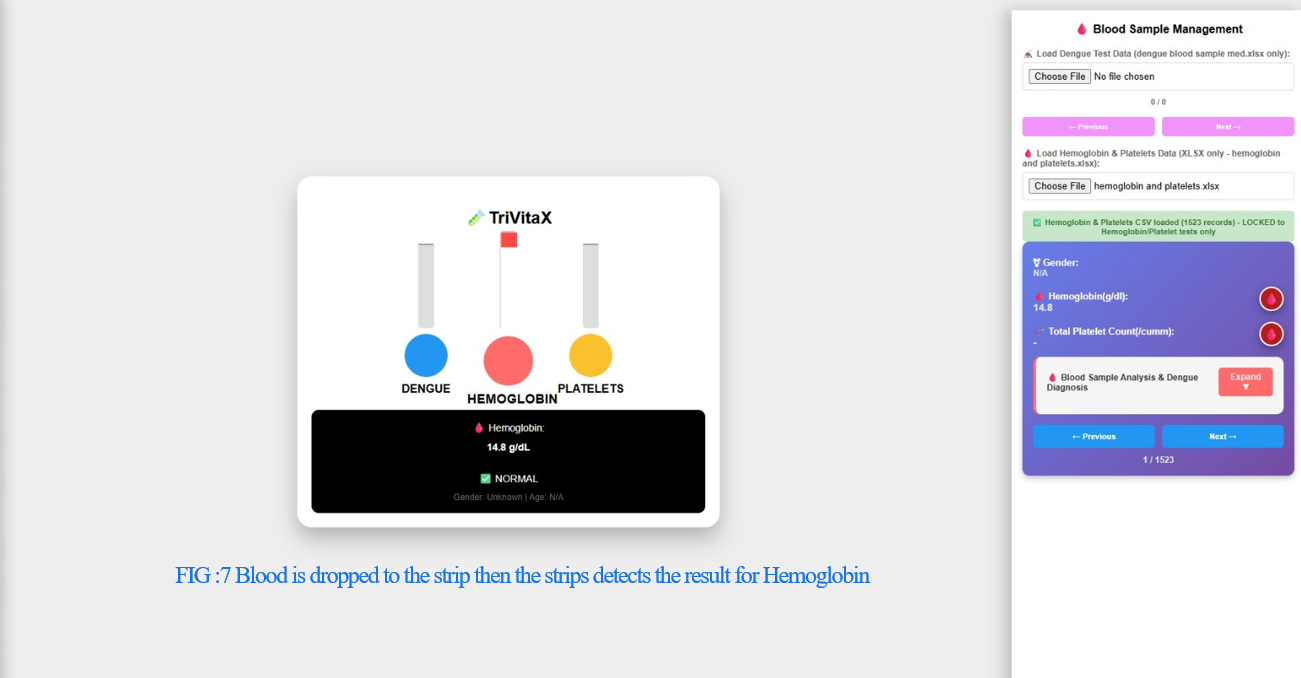 TriVitaX
DENGUE
HEMOGLOBIN
PLATELETS
Hemoglobin:
14.8 g/dL
NORMAL
Gender: Unknown | Age: N/A
FIG :7 Blood is dropped to the strip then the strips detects the result for Hemoglobin
Blood Sample Management
Load Dengue Test Data (dengue blood sample med.xlsx only):
Choose File No file chosen
0 / 0
← Previous
Next →
Load Hemoglobin & Platelets Data (XLSX only - hemoglobin
and platelets.xlsx):
Choose File hemoglobin and platelets.xlsx
Hemoglobin & Platelets CSV loaded (1523 records) - LOCKED to
Hemoglobin/Platelet tests only
Gender:
N/A
Hemoglobin(g/dl):
14.8
Total Platelet Count(/cumm):
-
Blood Sample Analysis & Dengue
Diagnosis
Expand
▼
← Previous
Next →
1 / 1523